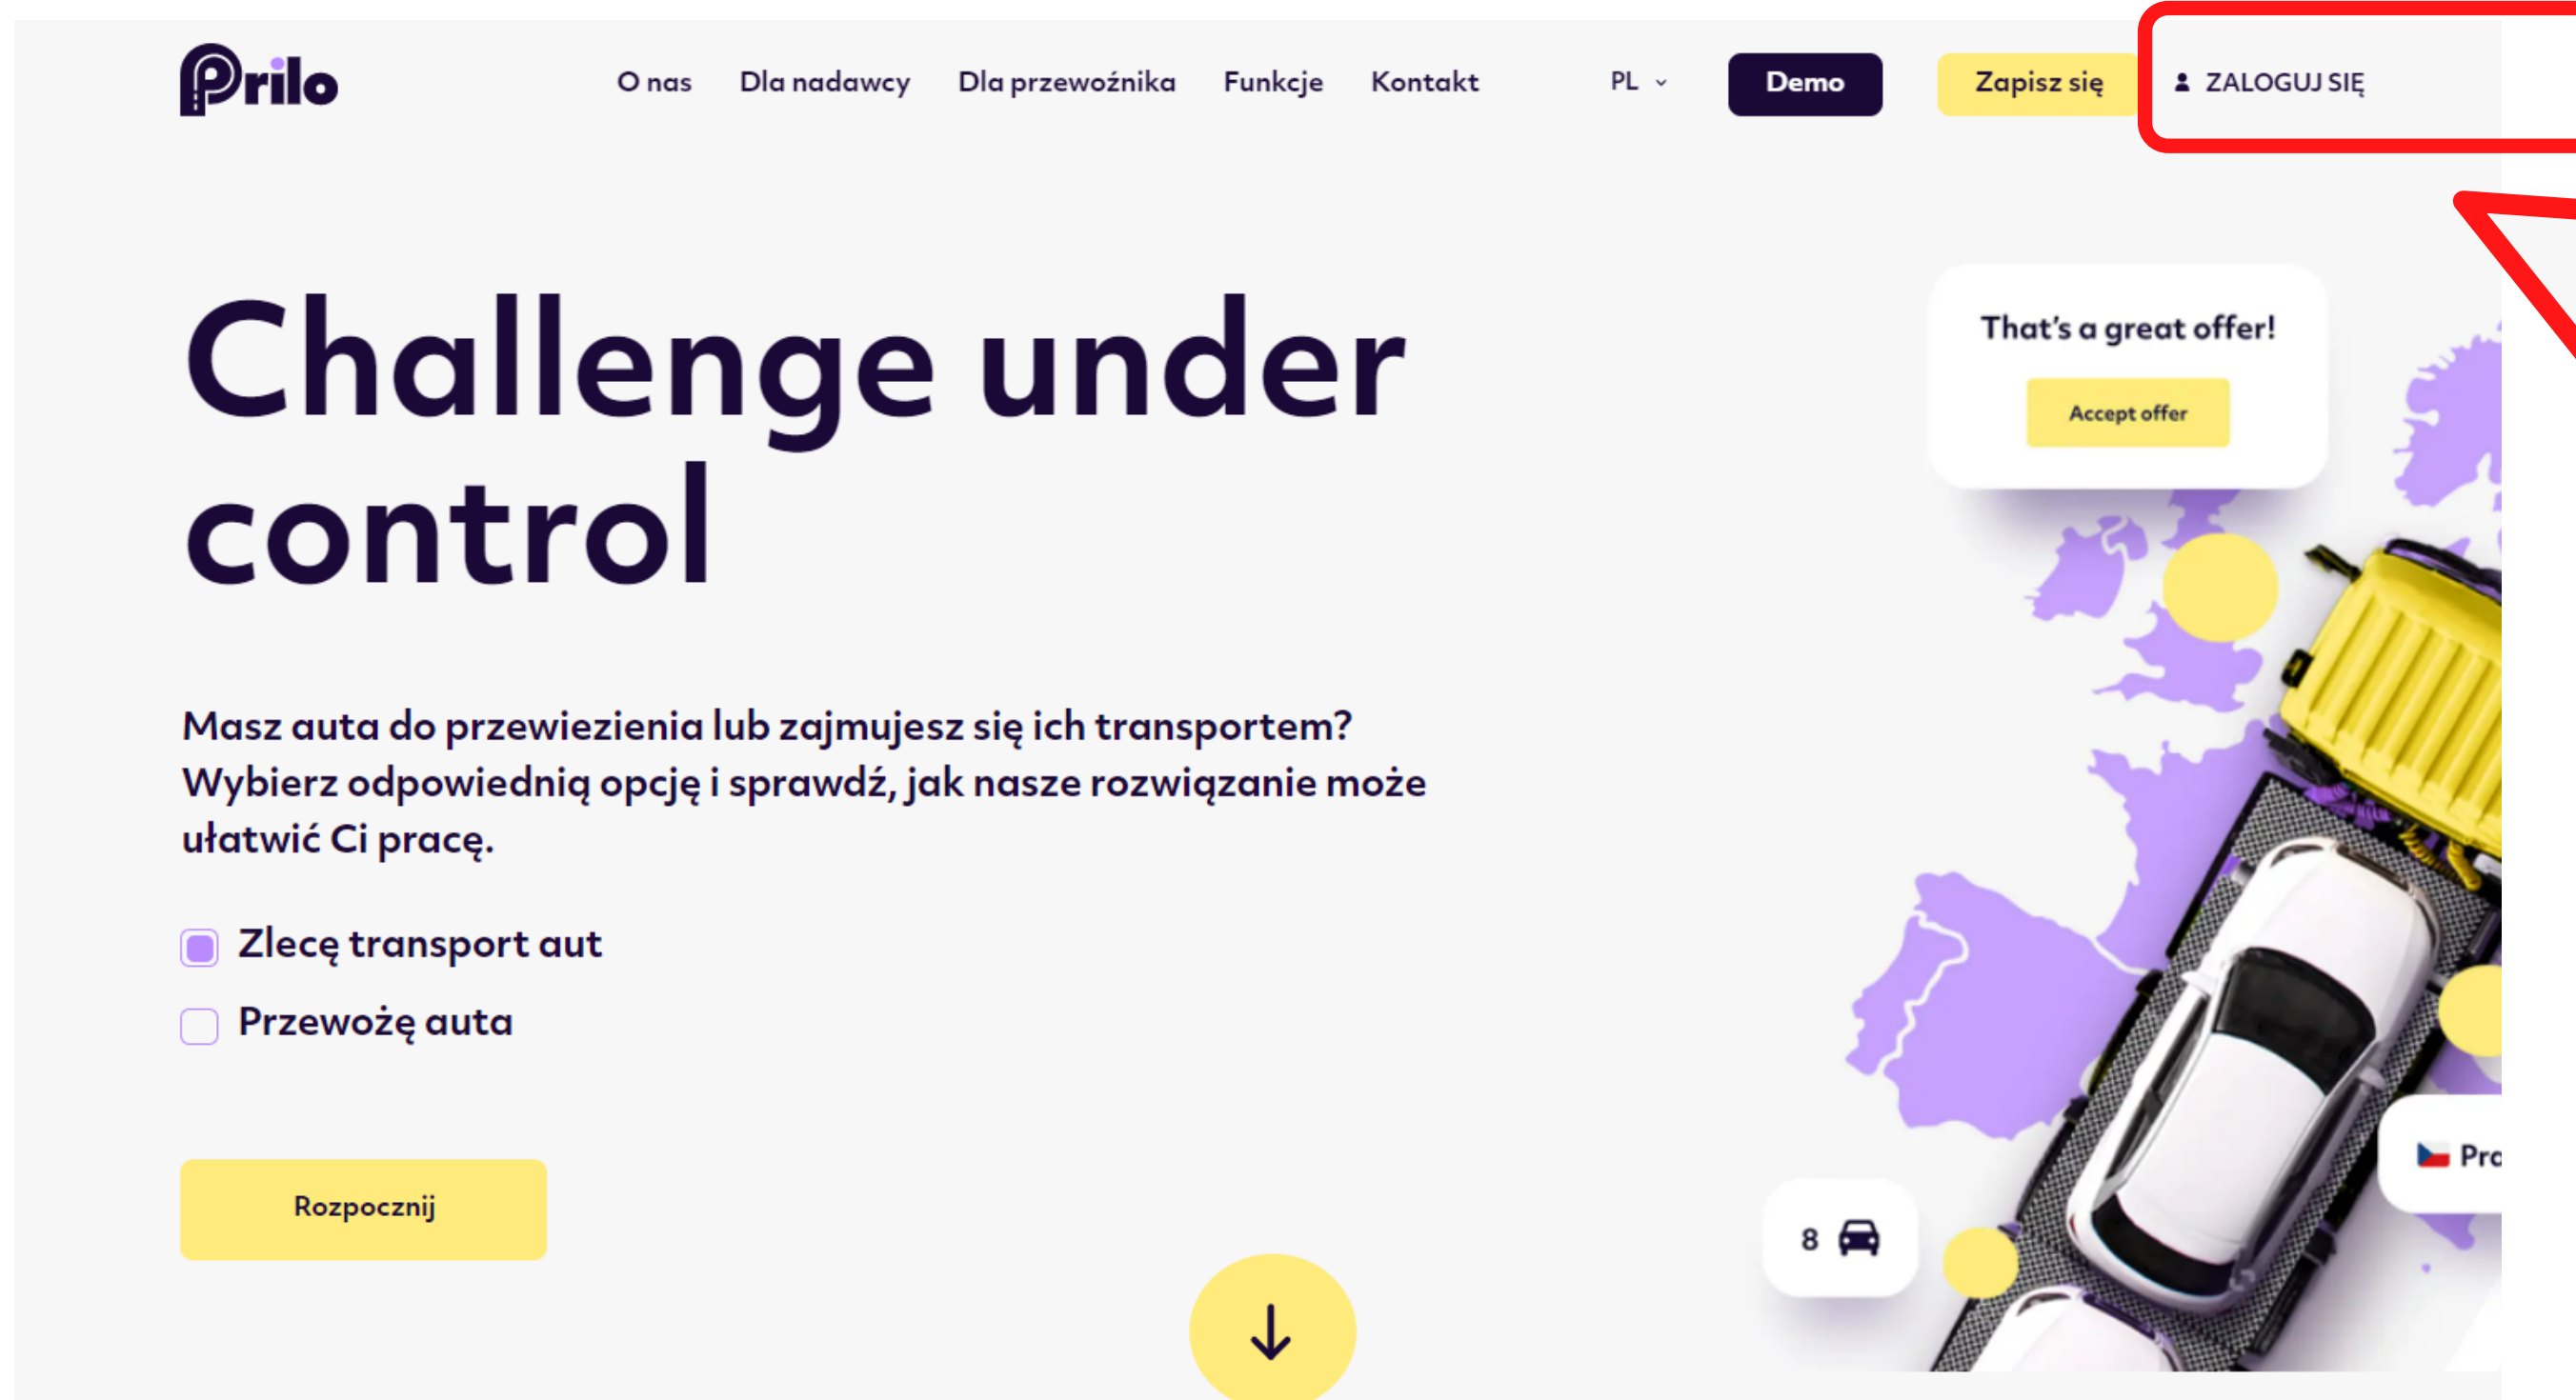 Prilo
O nas Dla nadawcy Dla przewoźnika Funkcje Kontakt PL Demo Zapisz się ZALOGUJ SIĘ
Challenge under
control
That's a great offer!
Accept offer
Masz auta do przewiezienia lub zajmujesz się ich transportem?
Wybierz odpowiednią opcję i sprawdź, jak nasze rozwiązanie może
ułatwić Ci pracę.
Zlecę transport aut
Przewożę auta
Rozpocznij
8